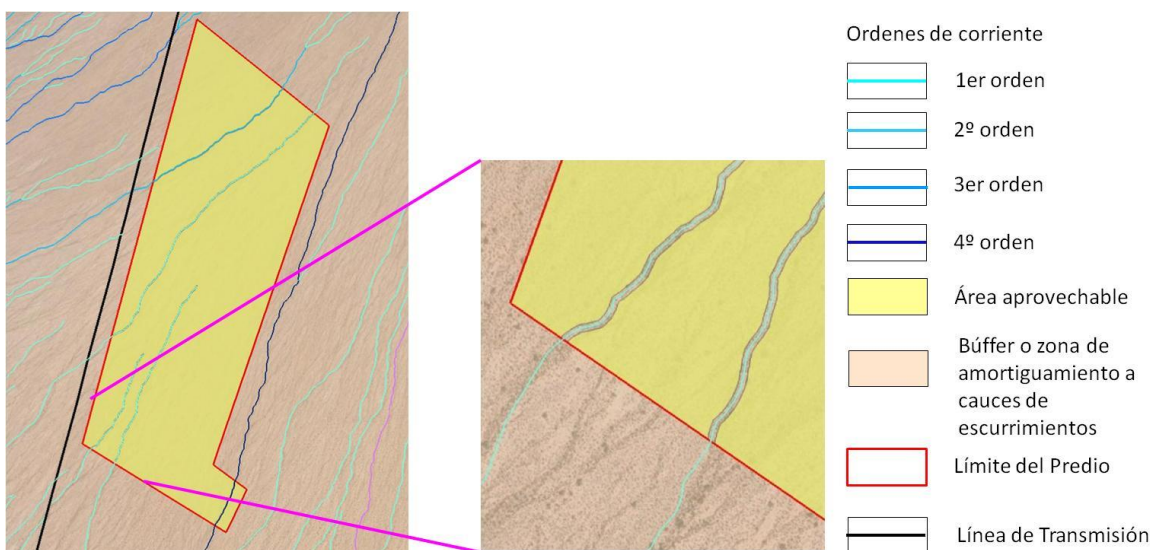 Ordenes de corriente
1er orden
2º orden
3er orden
4º orden
Área aprovechable
Búffer o zona de
amortiguamiento a
cauces de
escurrimientos
Límite del Predio
Línea de Transmisión